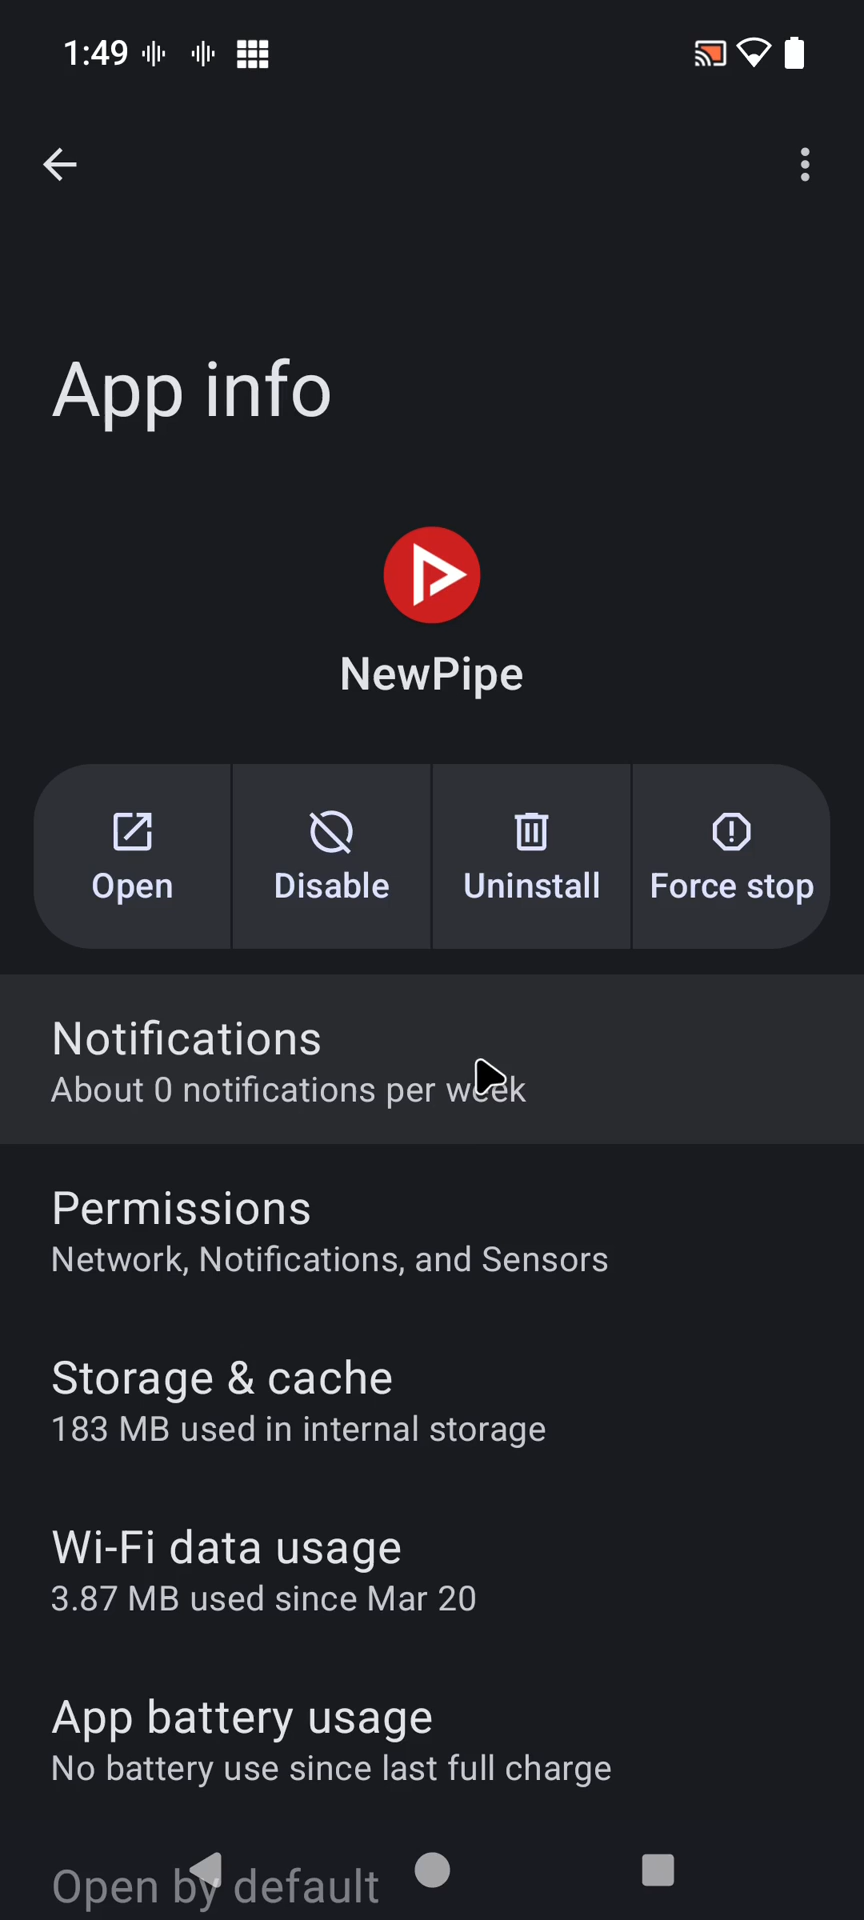 1:49
App info
NewPipe
Open
Disable
Uninstall
Force stop
Notifications
About 0 notifications per week
Permissions
Network, Notifications, and Sensors
Storage & cache
183 MB used in internal storage
Wi-Fi data usage
3.87 MB used since Mar 20
App battery usage
No battery use since last full charge
Open by default